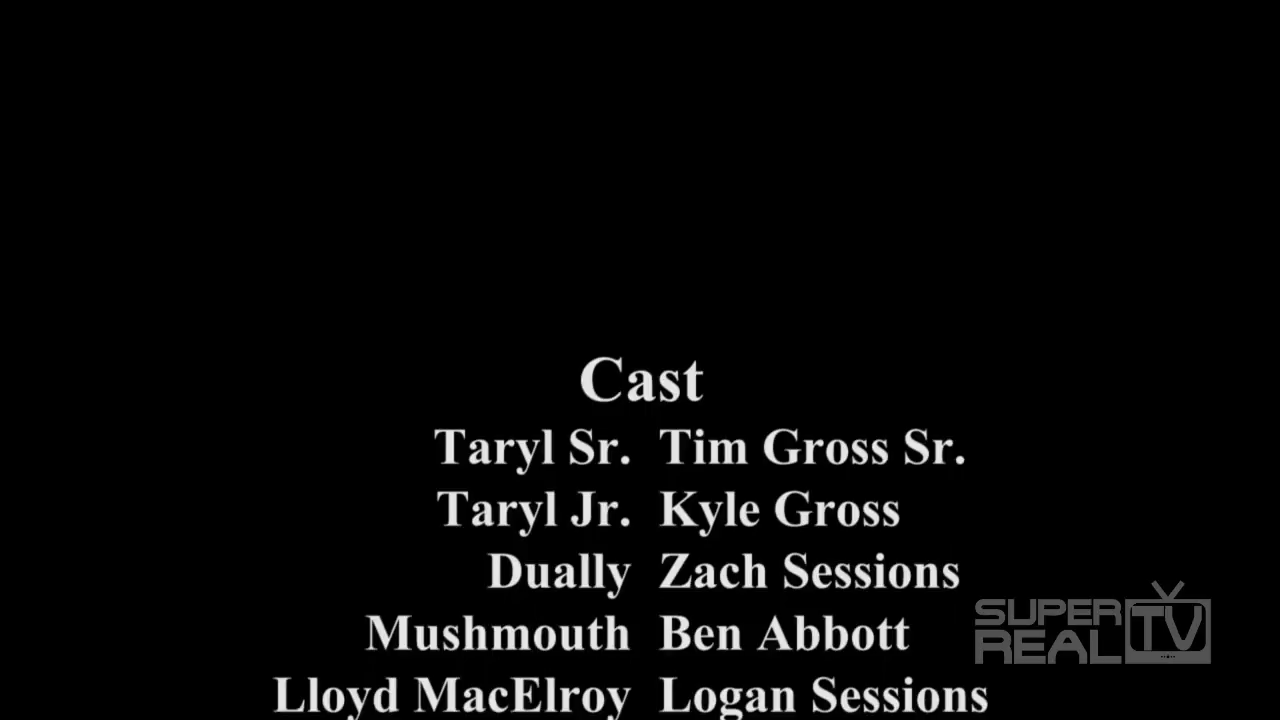 Cast
Taryl Sr. Tim Gross Sr.
Taryl Jr. Kyle Gross
Dually Zach Sessions
Mushmouth Ben Abbott
Lloyd MacElroy Logan Sessions
SUPER
REAL TV